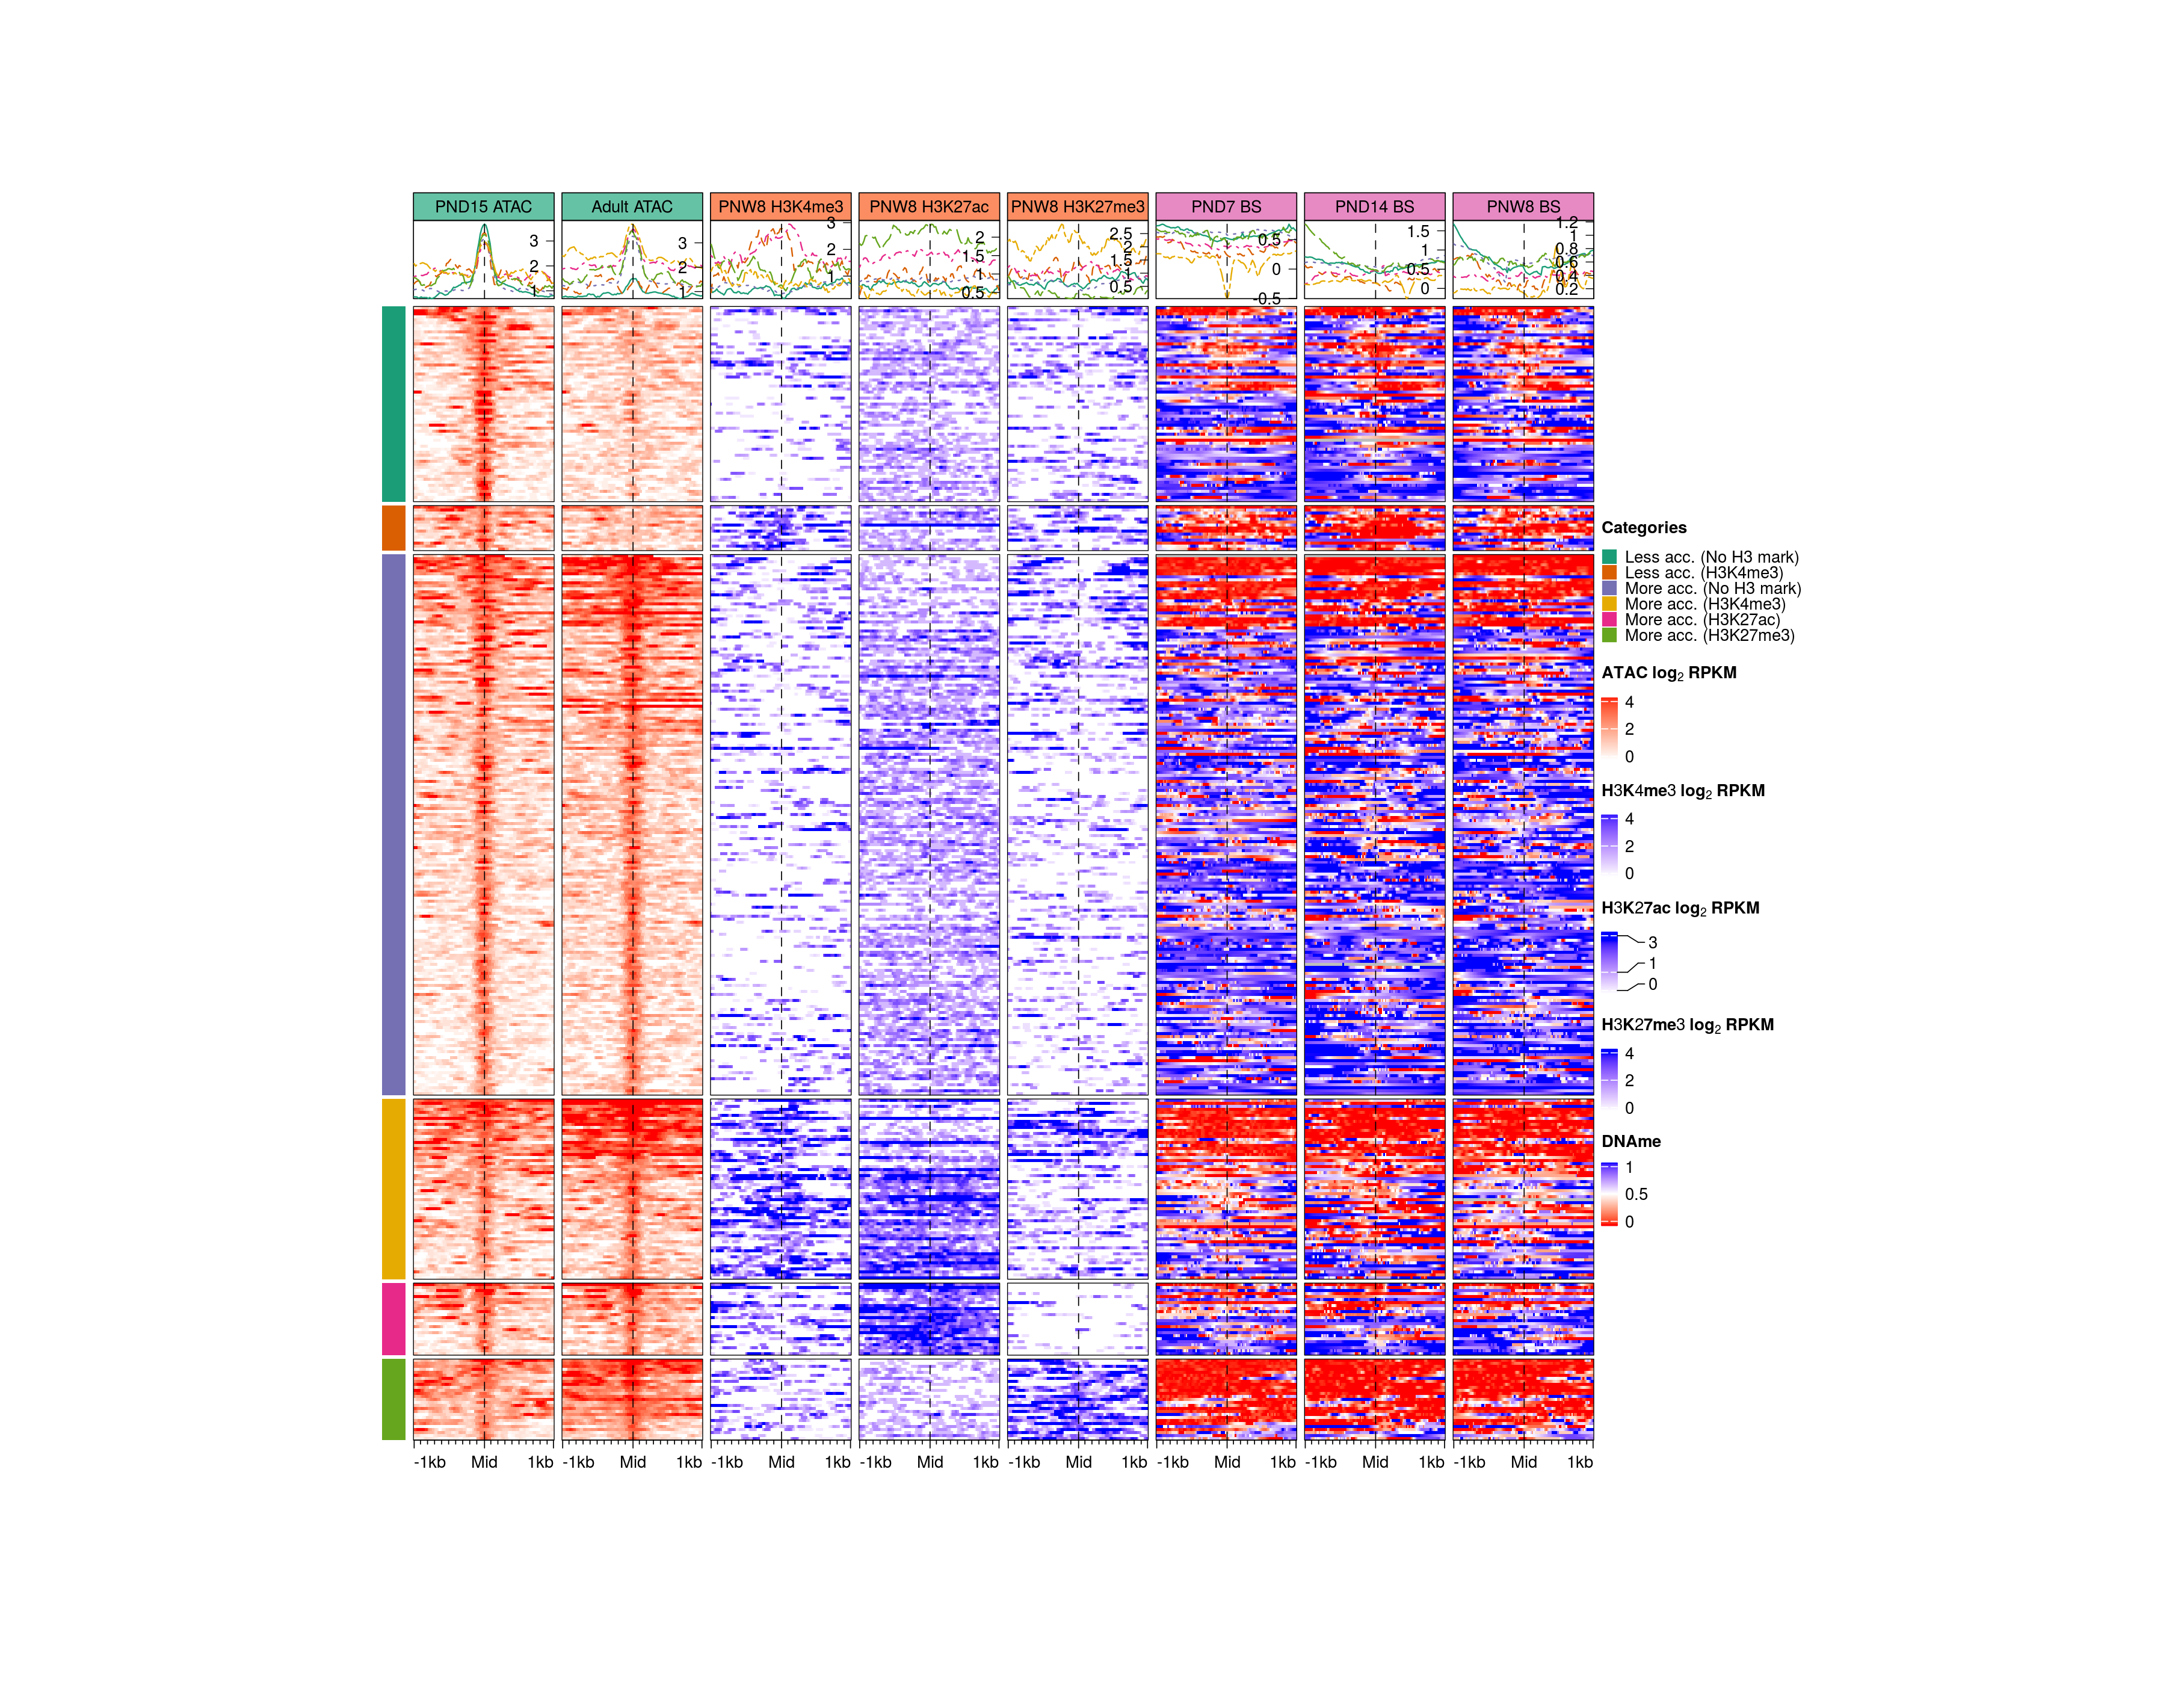 PND15 ATAC Adult ATAC PNW8 H3K4me3 PNW8 H3K27ac PNW8 H3K27me3 PND7 BS PND14 BS PNW8 BS
3 2 1
3 2 1
3 2 1
2 1.5 1 0.5
2.5 2 1.5 1 0.5
0.5 0 -0.5
1.5 1 0.5 0
1.2 1 0.8 0.6 0.4 0.2
Categories
Less acc. (No H3 mark)
Less acc. (H3K4me3)
More acc. (No H3 mark)
More acc. (H3K4me3)
More acc. (H3K27ac)
More acc. (H3K27me3)
ATAC log2 RPKM
4
2
0
H3K4me3 log2 RPKM
4
2
0
H3K27ac log2 RPKM
3
1
0
H3K27me3 log2 RPKM
4
2
0
DNAme
1
0.5
0
-1kb Mid 1kb -1kb Mid 1kb -1kb Mid 1kb -1kb Mid 1kb -1kb Mid 1kb -1kb Mid 1kb -1kb Mid 1kb -1kb Mid 1kb